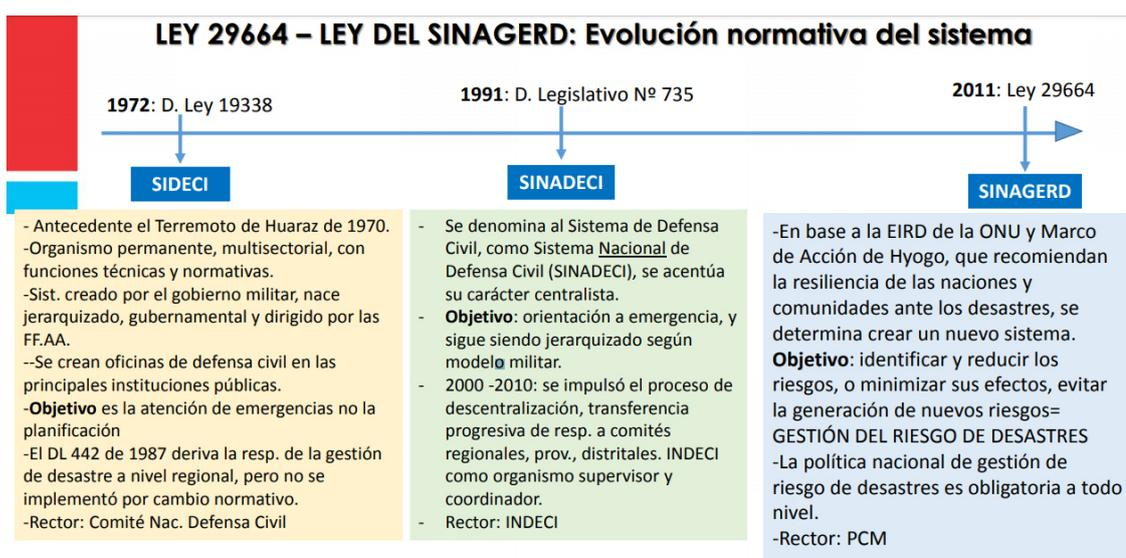 LEY 29664 – LEY DEL SINAGERD: Evolución normativa del sistema
1972: D. Ley 19338
1991: D. Legislativo Nº 735
2011: Ley 29664
SIDECI
SINADECI
SINAGERD
- Antecedente el Terremoto de Huaraz de 1970.
-Organismo permanente, multisectorial, con
funciones técnicas y normativas.
-Sist. creado por el gobierno militar, nace
jerarquizado, gubernamental y dirigido por las
FF.AA.
--Se crean oficinas de defensa civil en las
principales instituciones públicas.
-Objetivo es la atención de emergencias no la
planificación
-El DL 442 de 1987 deriva la resp. de la gestión
de desastre a nivel regional, pero no se
implementó por cambio normativo.
-Rector: Comité Nac. Defensa Civil
- Se denomina al Sistema de Defensa
Civil, como Sistema Nacional de
Defensa Civil (SINADECI), se acentúa
su carácter centralista.
- Objetivo: orientación a emergencia, y
sigue siendo jerarquizado según
modelo militar.
- 2000 -2010: se impulsó el proceso de
descentralización, transferencia
progresiva de resp. a comités
regionales, prov., distritales. INDECI
como organismo supervisor y
coordinador.
- Rector: INDECI
-En base a la EIRD de la ONU y Marco
de Acción de Hyogo, que recomiendan
la resiliencia de las naciones y
comunidades ante los desastres, se
determina crear un nuevo sistema.
Objetivo: identificar y reducir los
riesgos, o minimizar sus efectos, evitar
la generación de nuevos riesgos=
GESTIÓN DEL RIESGO DE DESASTRES
-La política nacional de gestión de
riesgo de desastres es obligatoria a todo
nivel.
-Rector: PCM